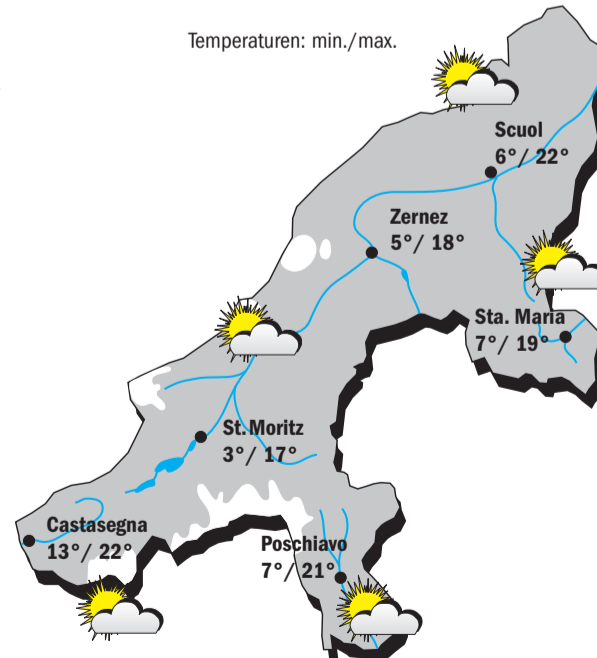 Temperaturen: min./max.
Scuol
6°/ 22°
Zernez
5°/ 18°
Sta. Maria
7°/ 19°
St. Moritz
3°/ 17°
Castasegna
13°/ 22°
Poschiavo
7°/ 21°